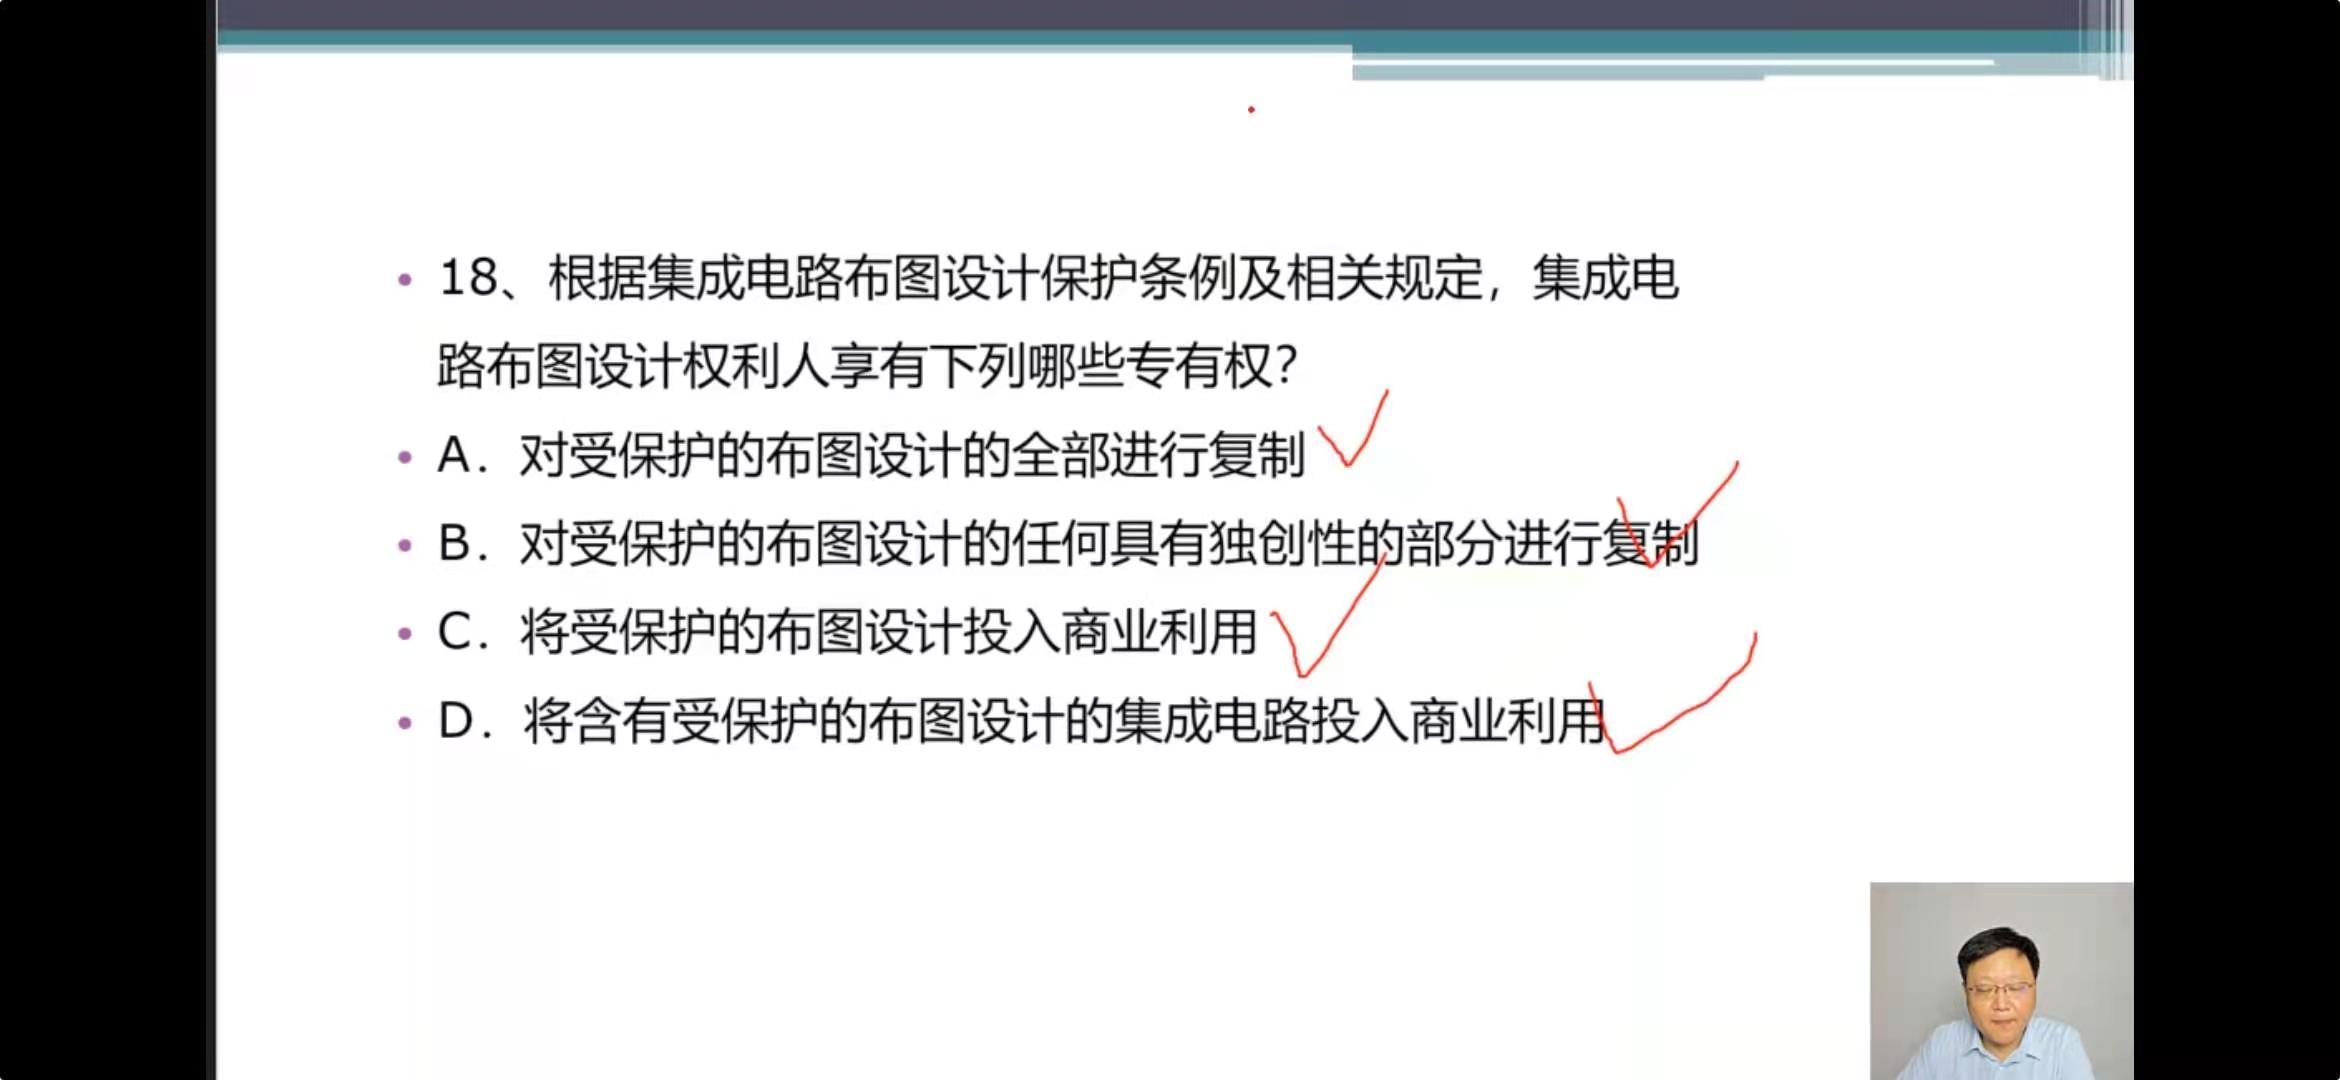 18、根据集成电路布图设计保护条例及相关规定，集成电
路布图设计权利人享有下列哪些专有权？
A．对受保护的布图设计的全部进行复制
B．对受保护的布图设计的任何具有独创性的部分进行复制
C．将受保护的布图设计投入商业利用
D．将含有受保护的布图设计的集成电路投入商业利用